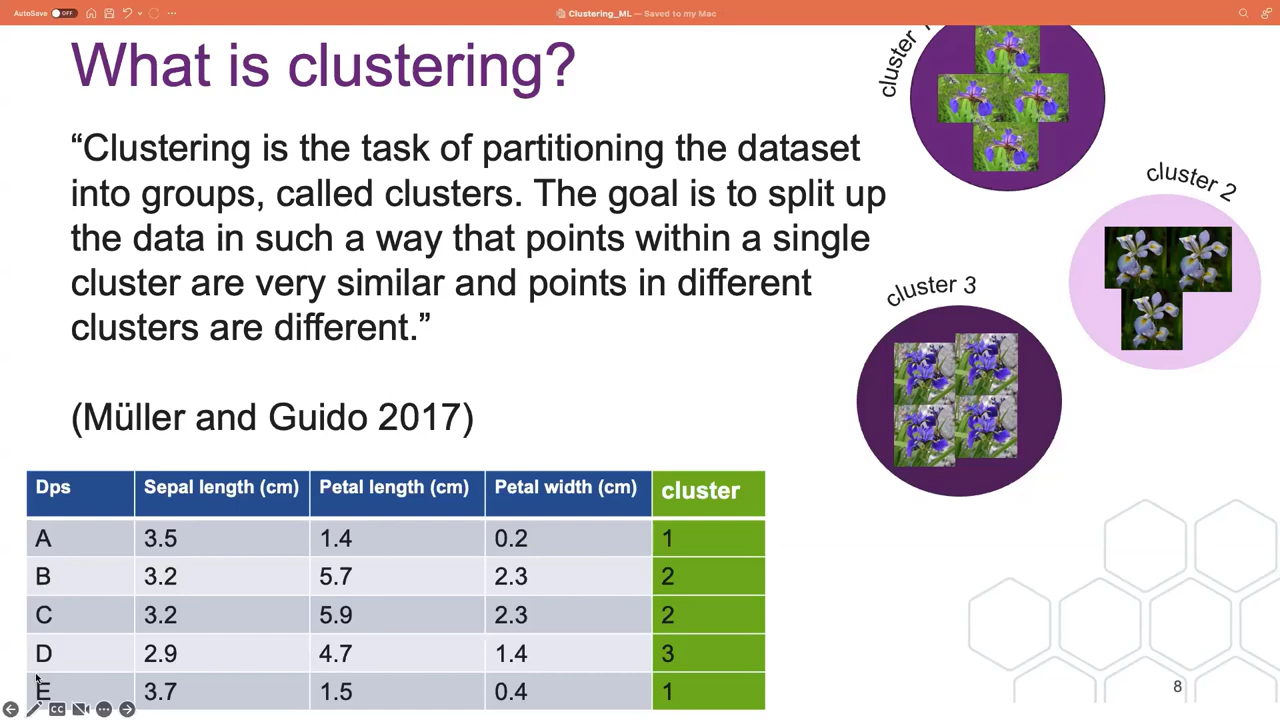 AutoSave OFF
Clustering_ML — Saved to my Mac
What is clustering?
“Clustering is the task of partitioning the dataset
into groups, called clusters. The goal is to split up
the data in such a way that points within a single
cluster are very similar and points in different
clusters are different.”
(Müller and Guido 2017)
cluster
cluster 2
cluster 3
Dps Sepal length (cm) Petal length (cm) Petal width (cm) cluster
A 3.5 1.4 0.2 1
B 3.2 5.7 2.3 2
C 3.2 5.9 2.3 2
D 2.9 4.7 1.4 3
E 3.7 1.5 0.4 1
CC
8